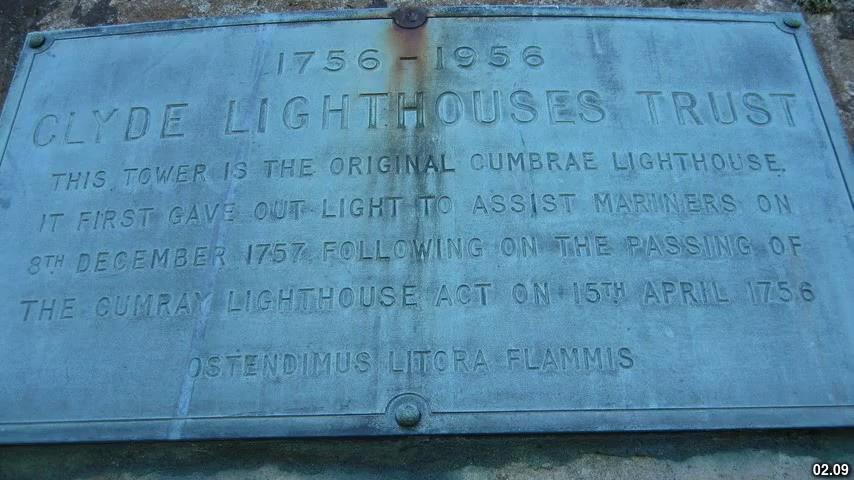 1756 - 1956
CLYDE LIGHTHOUSES TRUST
THIS TOWER IS THE ORIGINAL CUMBRAE LIGHTHOUSE.
IT FIRST GAVE OUT LIGHT TO ASSIST MARINERS ON
8TH DECEMBER 1757 FOLLOWING ON THE PASSING OF
THE CUMRAY LIGHTHOUSE ACT ON 15TH APRIL 1756
OSTENDIMUS LITORA FLAMMIS
02.09